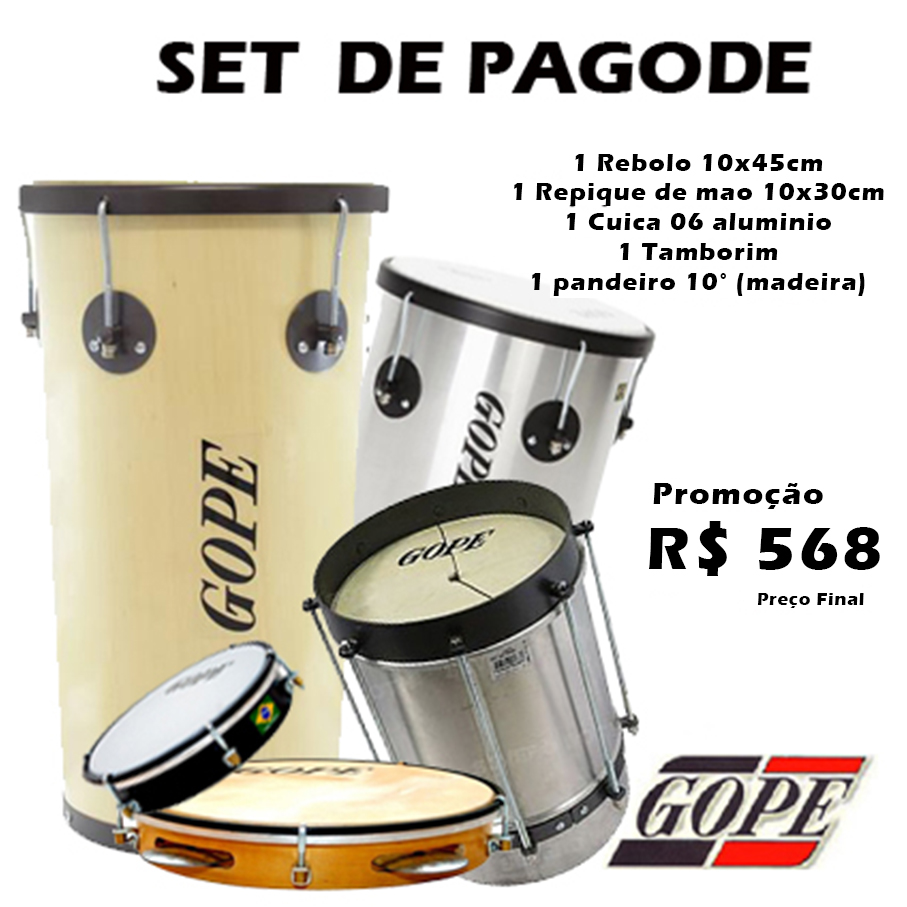 SET DE PAGODE
1 Rebolo 10x45cm
1 Repique de mao 10x30cm
1 Cuica 06 aluminio
1 Tamborim
1 pandeiro 10° (madeira)
GOPE
GOPE
GOPE
Promoção
R$ 568
Preço Final
GOPE
GOPE
GOPE